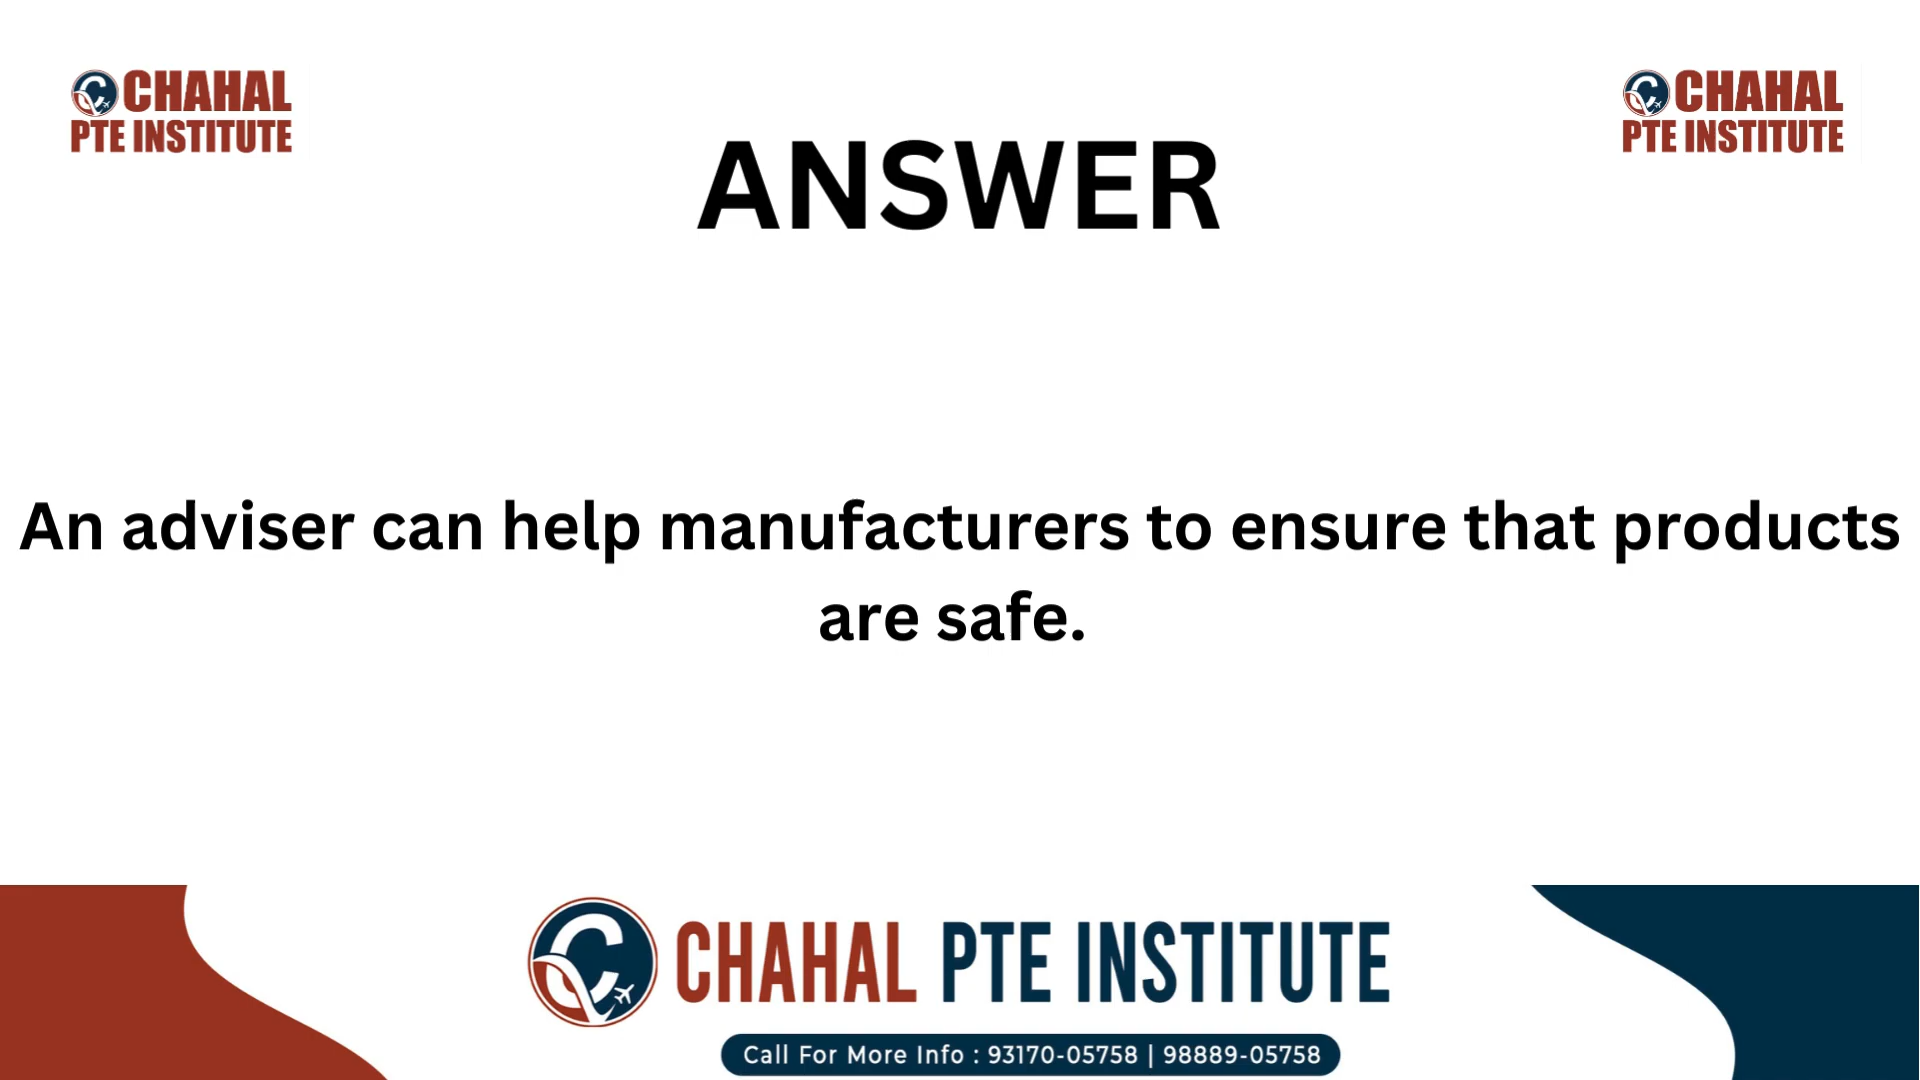 CHAHAL
PTE INSTITUTE
CHAHAL
PTE INSTITUTE
ANSWER
An adviser can help manufacturers to ensure that products
are safe.
CHAHAL PTE INSTITUTE
Call For More Info : 93170-05758 | 98889-05758